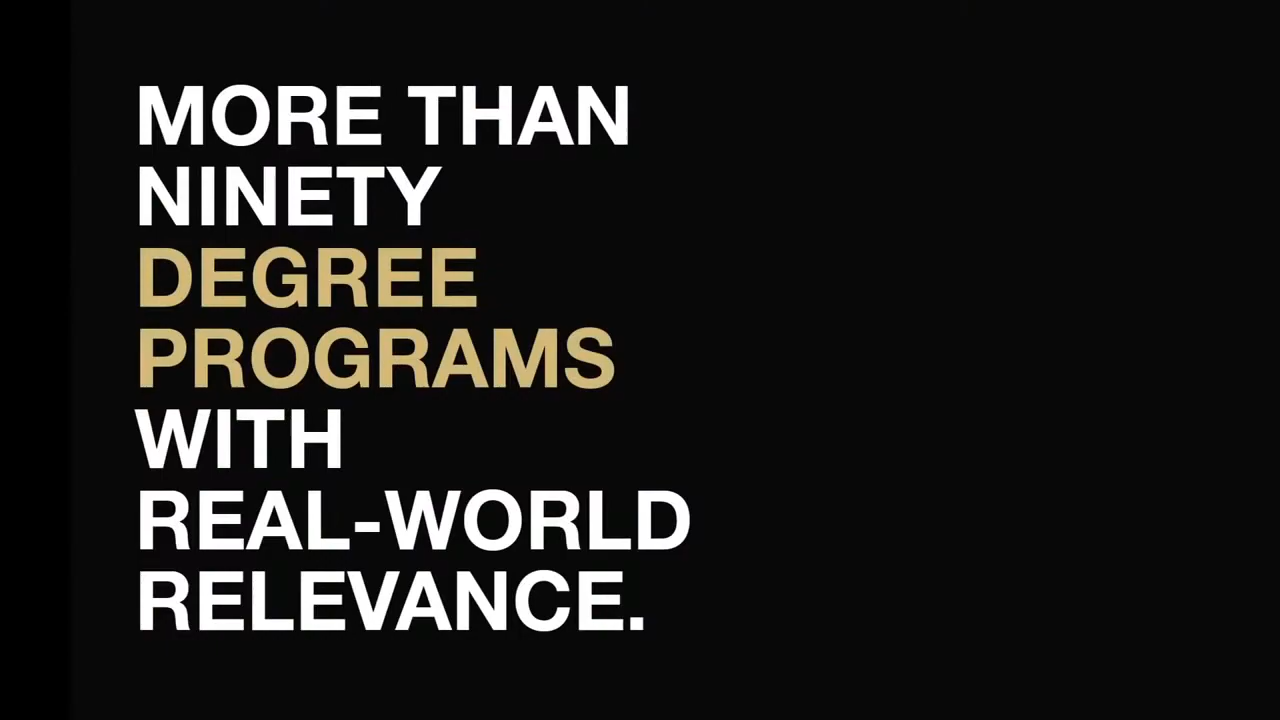 MORE THAN
NINETY
DEGREE
PROGRAMS
WITH
REAL-WORLD
RELEVANCE.